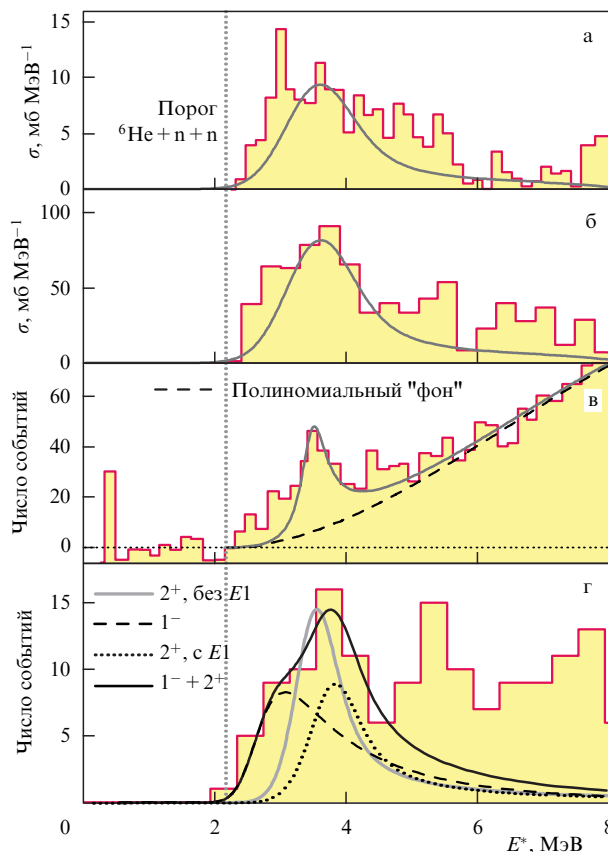 15
10
5
0
σ, мб МэВ⁻¹
Порог
⁶He + n + n
а
100
50
0
σ, мб МэВ⁻¹
б
60
40
20
0
Число событий
Полиномиальный "фон"
в
15
10
5
Число событий
2⁺, без E1
1⁻
2⁺, с E1
1⁻ + 2⁺
г
0 2 4 6 8
E*, МэВ